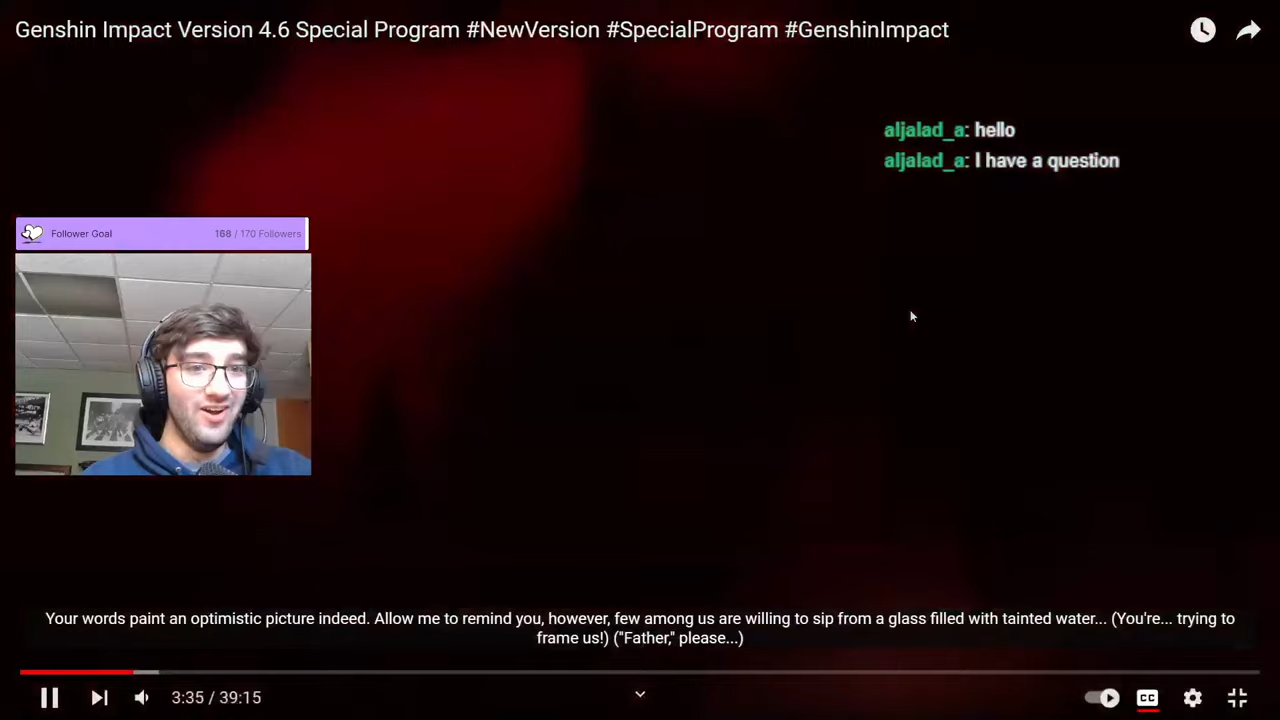 Genshin Impact Version 4.6 Special Program #NewVersion #SpecialProgram #GenshinImpact
aljalad_a: hello
aljalad_a: I have a question
Follower Goal
168 / 170 Followers
Your words paint an optimistic picture indeed. Allow me to remind you, however, few among us are willing to sip from a glass filled with tainted water... (You're... trying to
frame us!) ("Father," please...)
3:35 / 39:15
CC